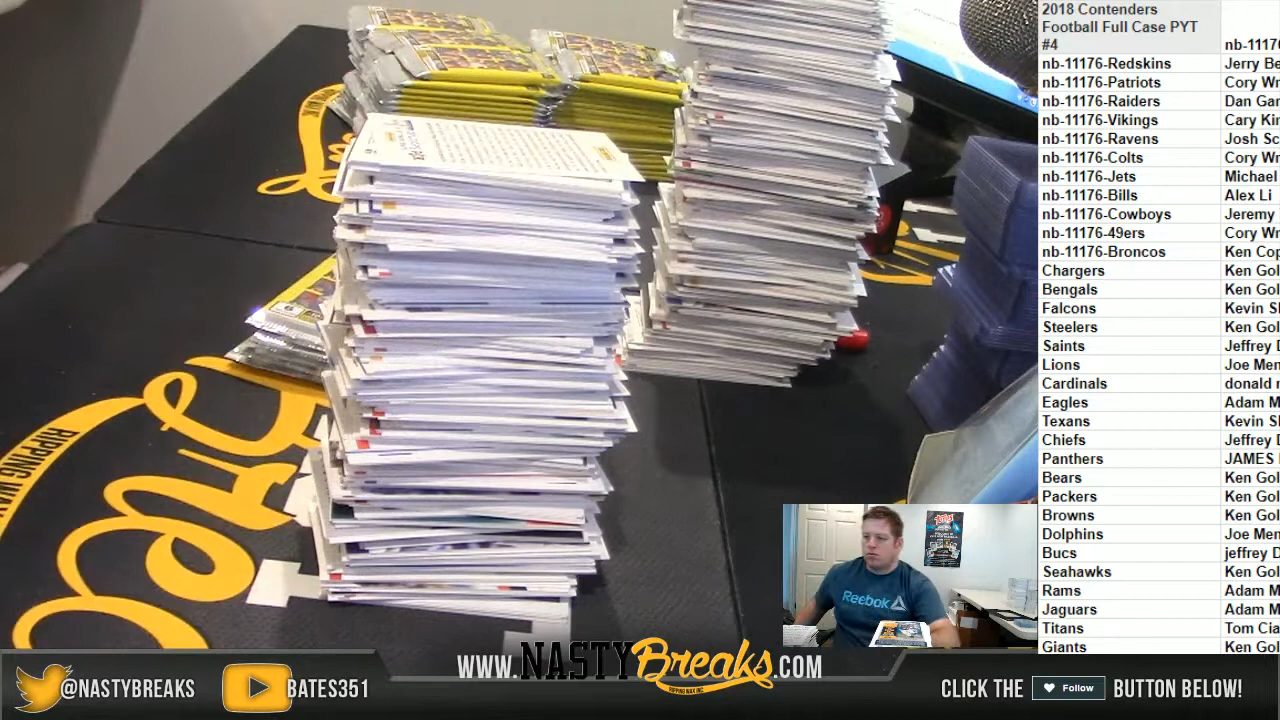 2018 Contenders
Football Full Case PYT
#4 nb-1117
nb-11176-Redskins Jerry Be
nb-11176-Patriots Cory Wr
nb-11176-Raiders Dan Gar
nb-11176-Vikings Cary Kin
nb-11176-Ravens Josh Sc
nb-11176-Colts Cory Wr
nb-11176-Jets Michael
nb-11176-Bills Alex Li
nb-11176-Cowboys Jeremy
nb-11176-49ers Cory Wr
nb-11176-Broncos Ken Cop
Chargers Ken Gol
Bengals Ken Gol
Falcons Kevin Sl
Steelers Ken Gol
Saints Jeffrey D
Lions Joe Men
Cardinals donald r
Eagles Adam M
Texans Kevin Sl
Chiefs Jeffrey D
Panthers JAMES
Bears Ken Gol
Packers Ken Gol
Browns Ken Gol
Dolphins Joe Men
Bucs jeffrey D
Seahawks Ken Gol
Rams Adam M
Jaguars Adam M
Titans Tom Cia
Giants Ken Gol
RIPPING WAX
Reebok
WWW.NASTYBreaks.COM
RIPPING WAX INC
@NASTYBREAKS
BATES351
CLICK THE Follow BUTTON BELOW!